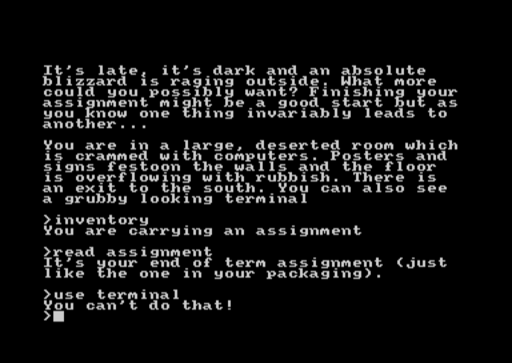 It's late, it's dark and an absolute
blizzard is raging outside. What more
could you possibly want? Finishing your
assignment might be a good start but as
you know one thing invariably leads to
another...
You are in a large, deserted room which
is crammed with computers. Posters and
signs festoon the walls and the floor
is overflowing with rubbish. There is
an exit to the south. You can also see
a grubby looking terminal
>inventory
You are carrying an assignment
>read assignment
It's your end of term assignment (just
like the one in your packaging).
>use terminal
You can't do that!
>